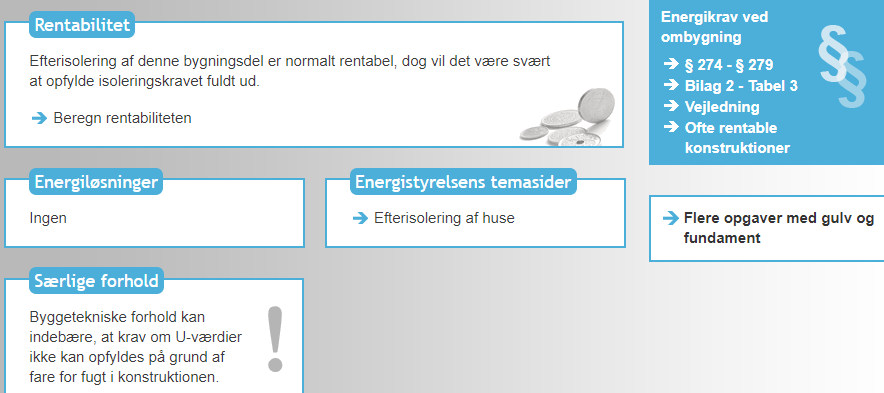 Rentabilitet
Efterisolering af denne bygningsdel er normalt rentabel, dog vil det være svært
at opfylde isoleringskravet fuldt ud.
Beregn rentabiliteten
Energiløsninger
Ingen
Energistyrelsens temasider
Efterisolering af huse
Særlige forhold
Byggetekniske forhold kan
indebære, at krav om U-værdier
ikke kan opfyldes på grund af
fare for fugt i konstruktionen.
!
Energikrav ved
ombygning
§ 274 - § 279
Bilag 2 - Tabel 3
Vejledning
Ofte rentable
konstruktioner
§
§
Flere opgaver med gulv og
fundament